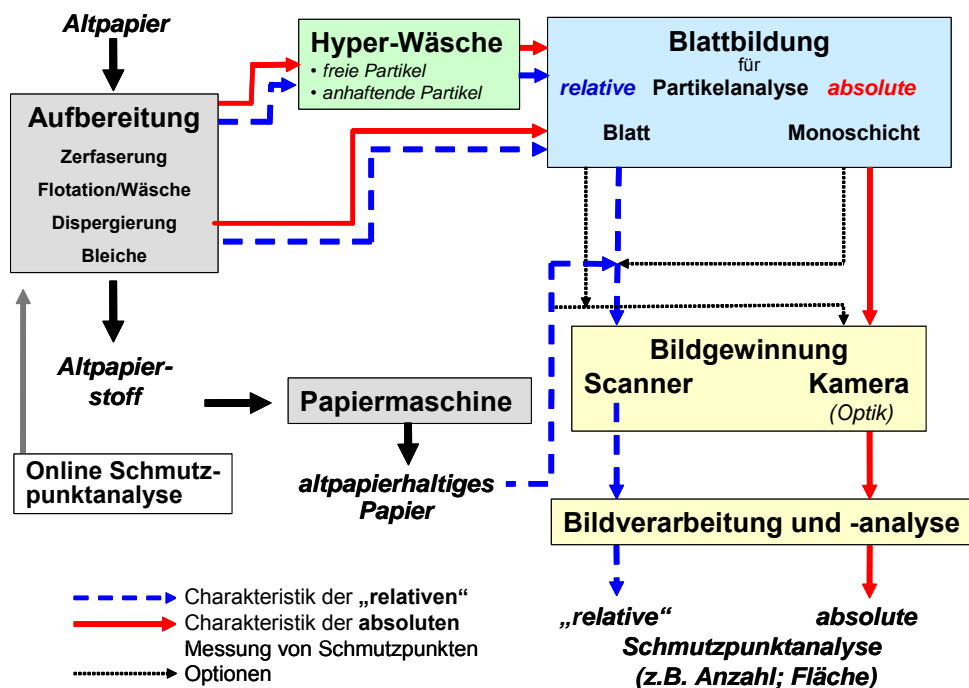 Altpapier
Aufbereitung
Zerfaserung
Flotation/Wäsche
Dispergierung
Bleiche
Hyper-Wäsche
• freie Partikel
• anhaftende Partikel
Blattbildung
für
relative Partikelanalyse absolute
Blatt Monoschicht
Altpapier-
stoff
Papiermaschine
altpapierhaltiges
Papier
Online Schmutz-
punktanalyse
Bildgewinnung
Scanner Kamera
(Optik)
Bildverarbeitung und -analyse
„relative“ absolute
Schmutzpunktanalyse
(z.B. Anzahl; Fläche)
Charakteristik der „relativen“
Charakteristik der absoluten
Messung von Schmutzpunkten
Optionen